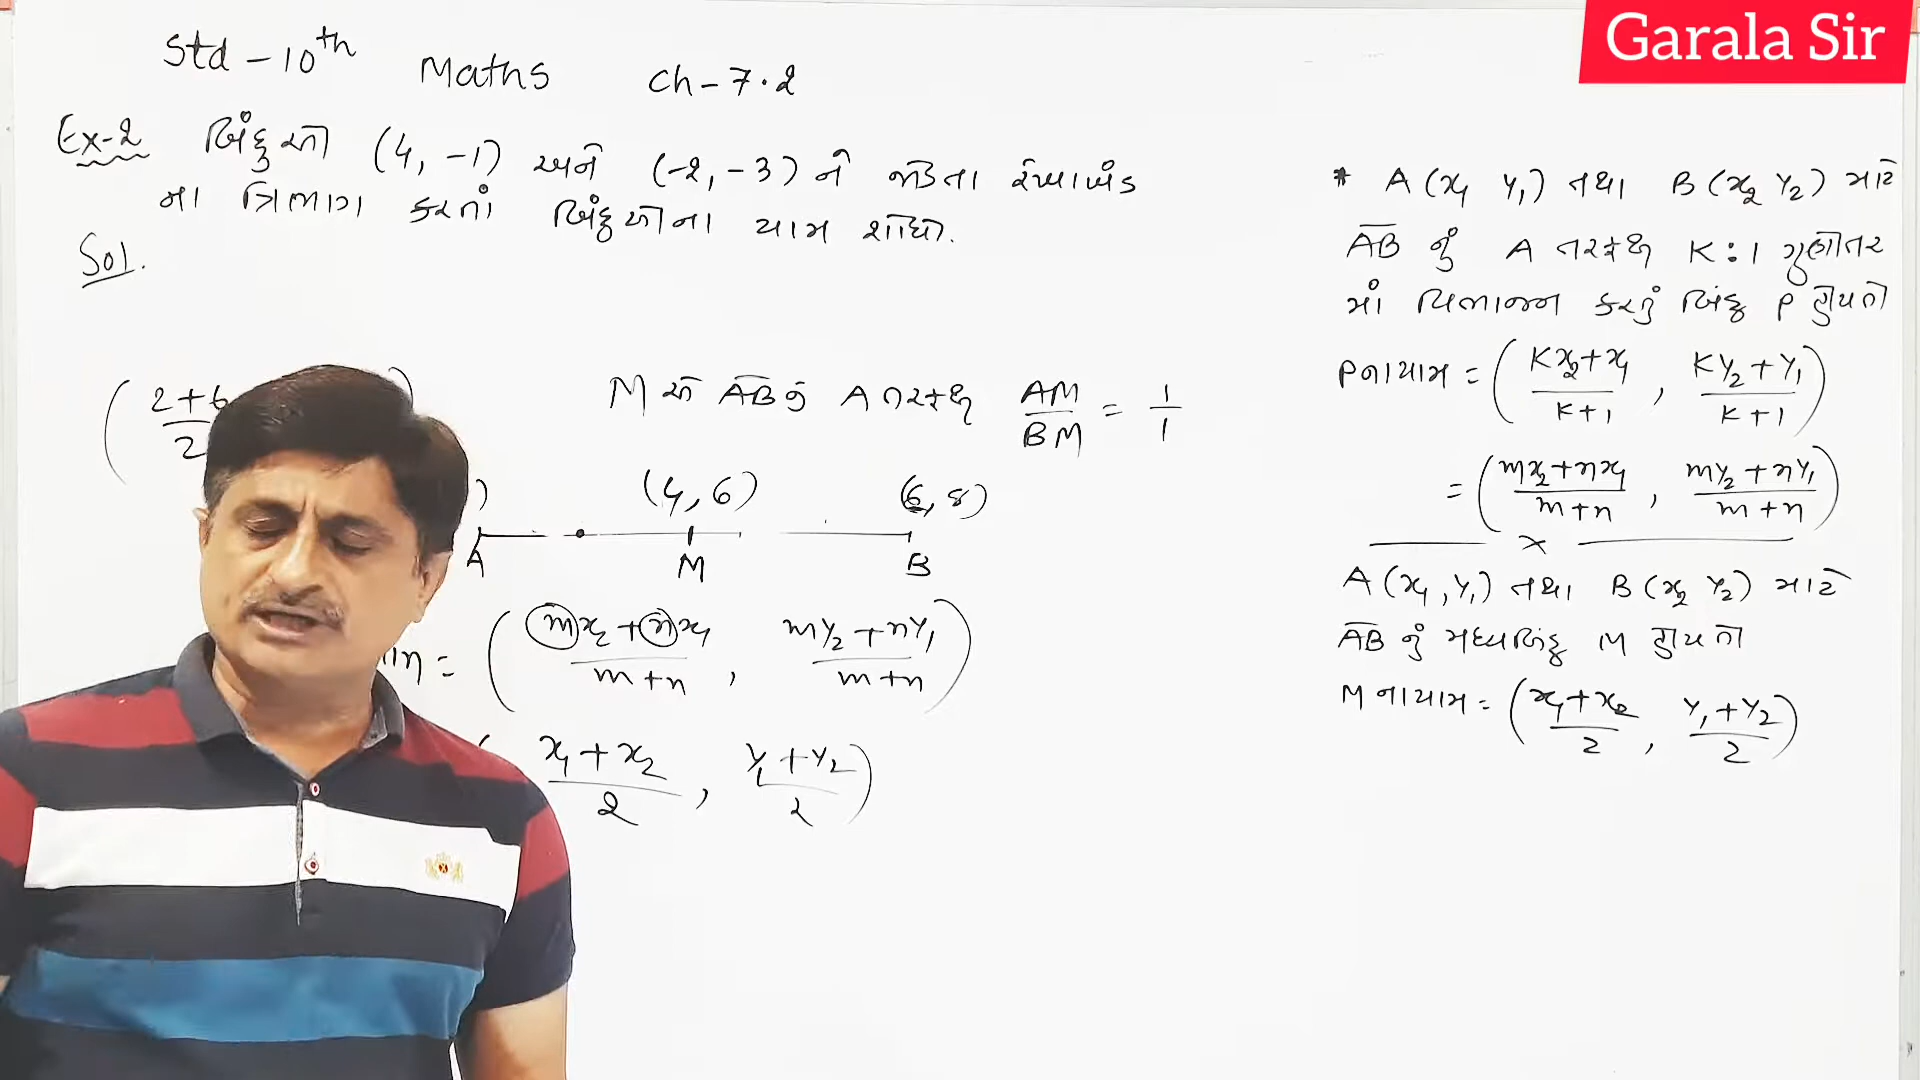 Garala Sir
Std - 10th Maths Ch - 7.2
Ex-2 બિંદુઓ (4, -1) અને (-2, -3) ને જોડતા રેખાખંડ
ના ત્રિભાગ કરતાં બિંદુઓના યામ શોધો.
Sol.
2+6
2
M એ AB નું A તરફથી AM/BM = 1/1
) (4, 6) (6, 8)
A M B
= (mx2 + nx1 / m+n , my2 + ny1 / m+n)
(x1 + x2 / 2 , y1 + y2 / 2)
* A (x1 y1) તથા B (x2 y2) માટે
AB નું A તરફથી K : 1 ગુણોત્તર
માં વિભાજન કરતું બિંદુ P હોય તો
P ના યામ = (Kx2 + x1 / K+1 , Ky2 + y1 / K+1)
= (mx2 + nx1 / m+n , my2 + ny1 / m+n)
x
A (x1, y1) તથા B (x2 y2) માટે
AB નું મધ્યબિંદુ M હોય તો
M ના યામ = (x1 + x2 / 2 , y1 + y2 / 2)